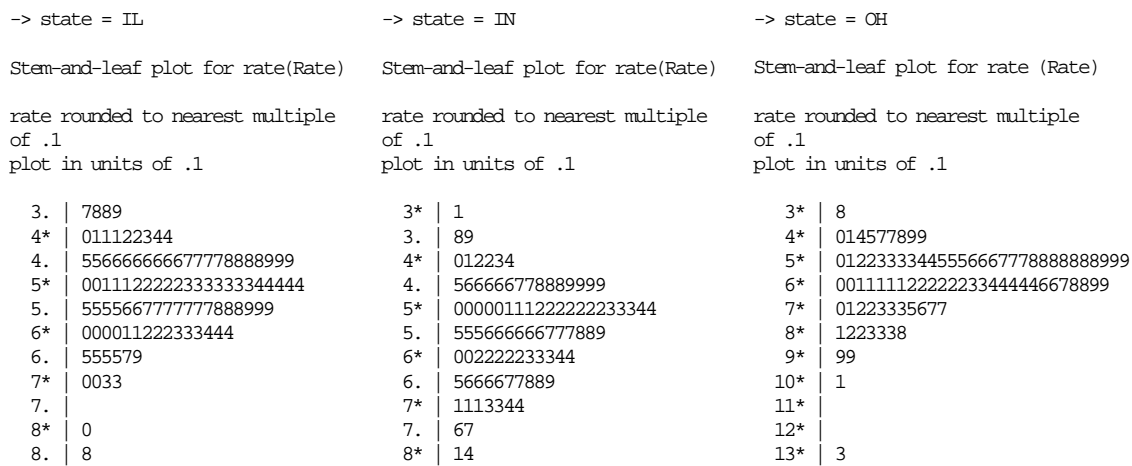 -> state = IL
Stem-and-leaf plot for rate(Rate)
rate rounded to nearest multiple
of .1
plot in units of .1
3. | 7889
4* | 011122344
4. | 556666666677778888999
5* | 0011122222333333344444
5. | 5555667777777888999
6* | 000011222333444
6. | 555579
7* | 0033
7. |
8* | 0
8. | 8
-> state = IN
Stem-and-leaf plot for rate(Rate)
rate rounded to nearest multiple
of .1
plot in units of .1
3* | 1
3. | 89
4* | 012234
4. | 566666778889999
5* | 00000111222222233344
5. | 555666666777889
6* | 002222233344
6. | 5666677889
7* | 1113344
7. | 67
8* | 14
-> state = OH
Stem-and-leaf plot for rate (Rate)
rate rounded to nearest multiple
of .1
plot in units of .1
3* | 8
4* | 014577899
5* | 01223333445556667778888888999
6* | 001111122222233444446678899
7* | 01223335677
8* | 1223338
9* | 99
10* | 1
11* |
12* |
13* | 3